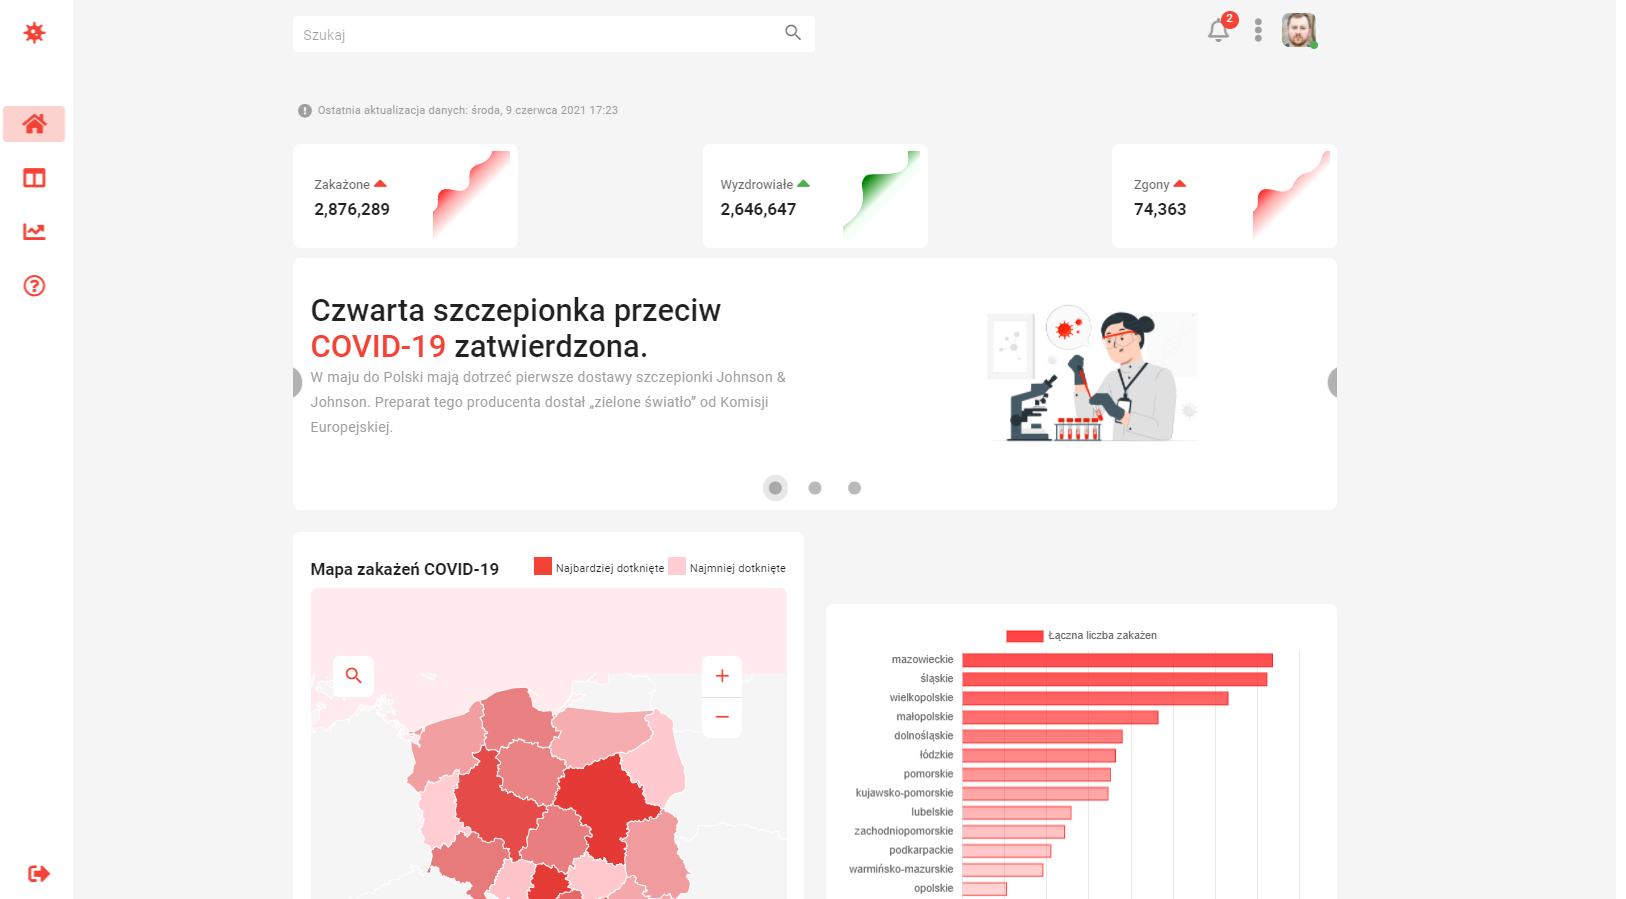 Szukaj
2
Ostatnia aktualizacja danych: środa, 9 czerwca 2021 17:23
Zakażone
2,876,289
Wyzdrowiałe
2,646,647
Zgony
74,363
Czwarta szczepionka przeciw
COVID-19 zatwierdzona.
W maju do Polski mają dotrzeć pierwsze dostawy szczepionki Johnson &
Johnson. Preparat tego producenta dostał „zielone światło” od Komisji
Europejskiej.
Mapa zakażeń COVID-19
Najbardziej dotknięte
Najmniej dotknięte
+
−
Łączna liczba zakażen
mazowieckie
śląskie
wielkopolskie
małopolskie
dolnośląskie
łódzkie
pomorskie
kujawsko-pomorskie
lubelskie
zachodniopomorskie
podkarpackie
warmińsko-mazurskie
opolskie